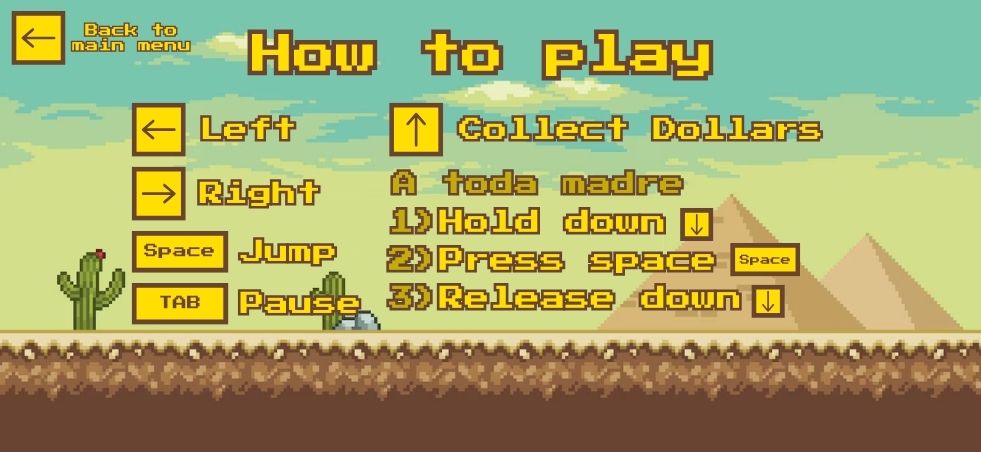 Back to
main menu
How to play
← Left
→ Right
Space Jump
TAB Pause
↑ Collect Dollars
A toda madre
1)Hold down ↓
2)Press space Space
3)Release down ↓